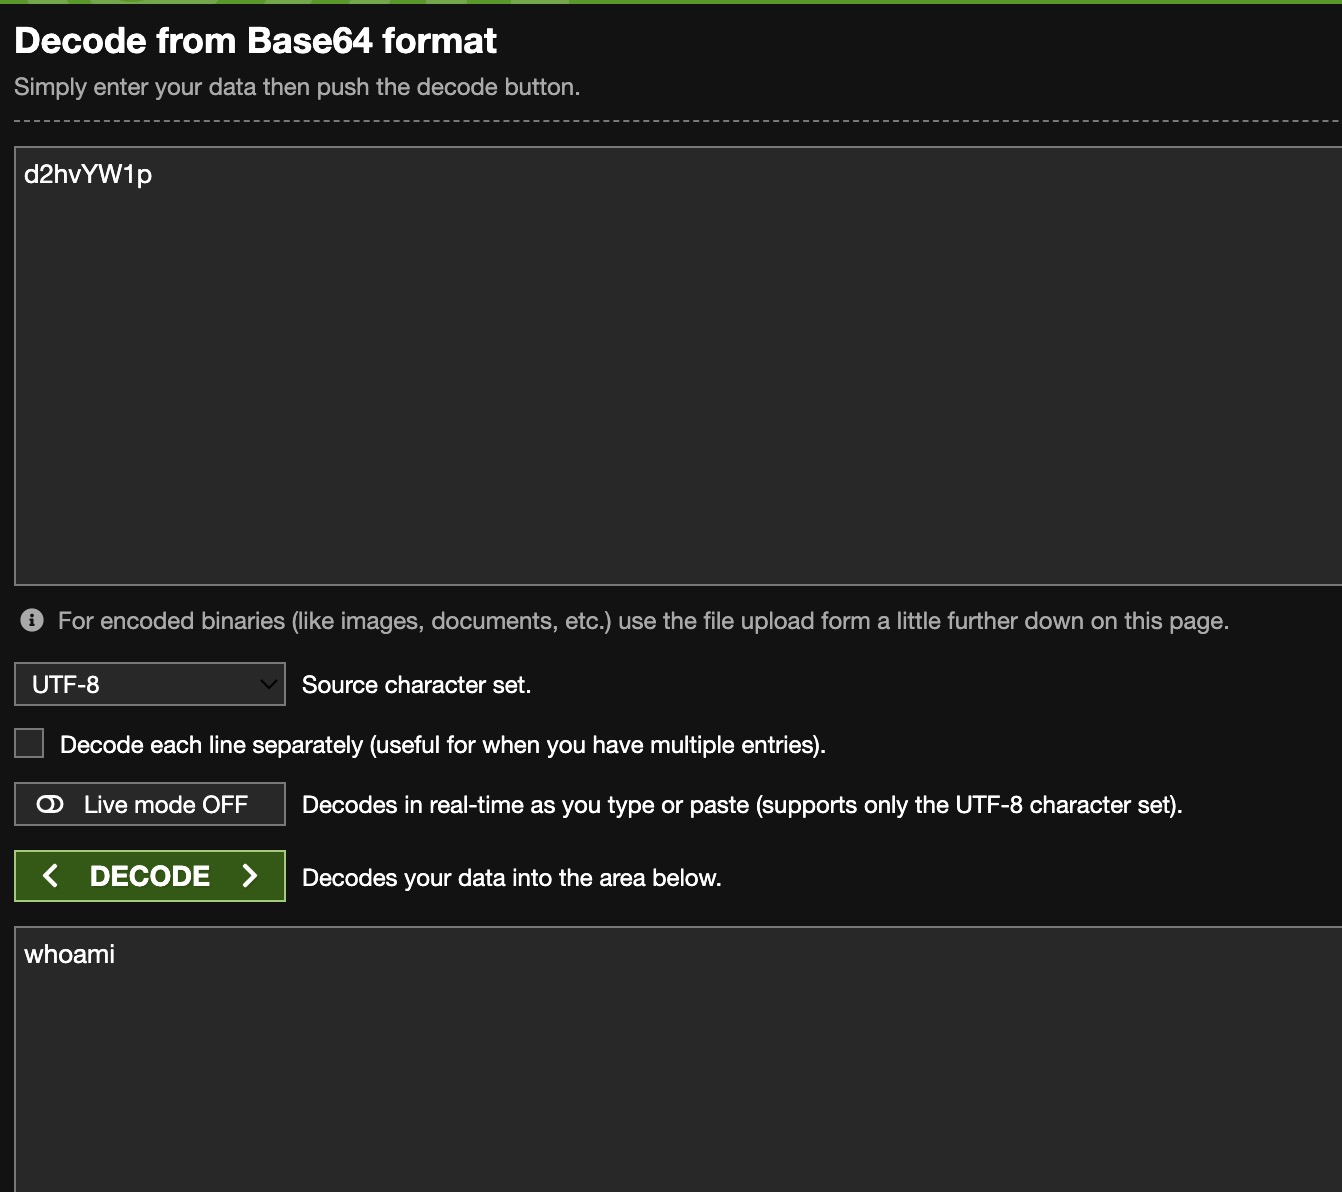 Decode from Base64 format
Simply enter your data then push the decode button.
d2hvYW1p
For encoded binaries (like images, documents, etc.) use the file upload form a little further down on this page.
UTF-8 Source character set.
Decode each line separately (useful for when you have multiple entries).
Live mode OFF Decodes in real-time as you type or paste (supports only the UTF-8 character set).
< DECODE > Decodes your data into the area below.
whoami